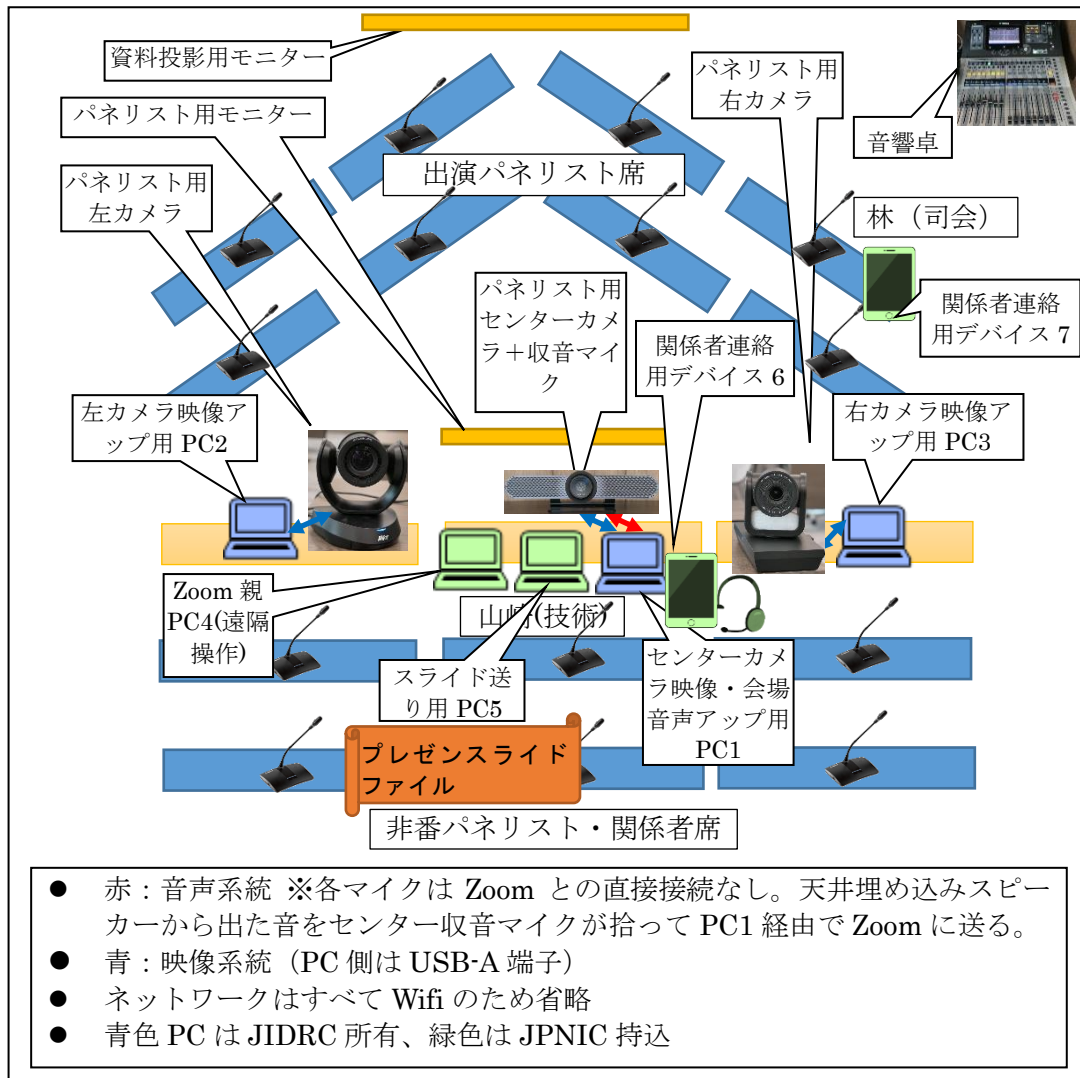 資料投影用モニター
パネリスト用モニター
パネリスト用
左カメラ
出演パネリスト席
パネリスト用
右カメラ
音響卓
林（司会）
関係者連絡
用デバイス 7
パネリスト用
センターカメ
ラ＋収音マイ
ク
関係者連絡
用デバイス 6
左カメラ映像ア
ップ用 PC2
右カメラ映像ア
ップ用 PC3
Zoom 親
PC4(遠隔
操作)
山崎(技術)
スライド送
り用 PC5
センターカメ
ラ映像・会場
音声アップ用
PC1
プレゼンスライド
ファイル
非番パネリスト・関係者席
● 赤：音声系統 ※各マイクは Zoom との直接接続なし。天井埋め込みスピー
カーから出た音をセンター収音マイクが拾って PC1 経由で Zoom に送る。
● 青：映像系統（PC 側は USB-A 端子）
● ネットワークはすべて Wifi のため省略
● 青色 PC は JIDRC 所有、緑色は JPNIC 持込